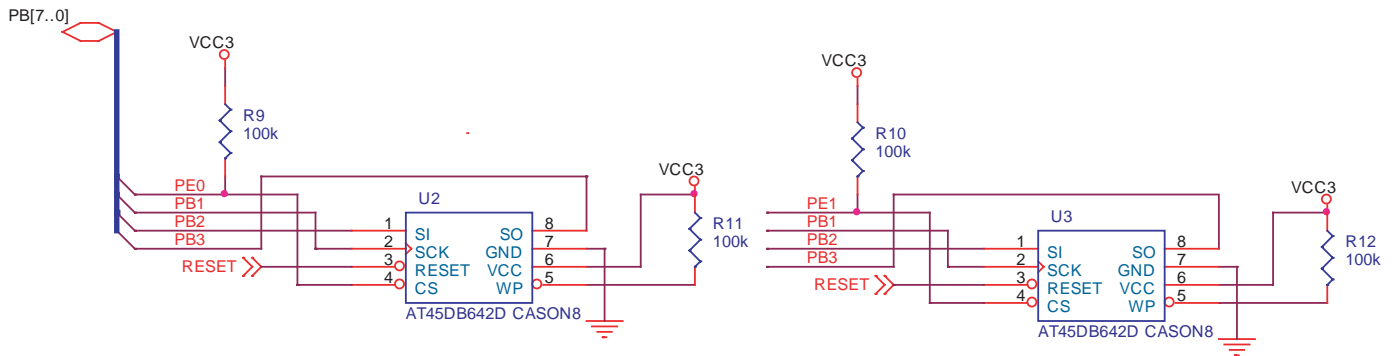 PB[7..0]
VCC3
R9
100k
PE0
PB1
PB2
PB3
RESET
U2
1
2
3
4
SI
SCK
RESET
CS
SO
GND
VCC
WP
8
7
6
5
AT45DB642D CASON8
VCC3
R11
100k
VCC3
R10
100k
PE1
PB1
PB2
PB3
RESET
U3
1
2
3
4
SI
SCK
RESET
CS
SO
GND
VCC
WP
8
7
6
5
AT45DB642D CASON8
VCC3
R12
100k